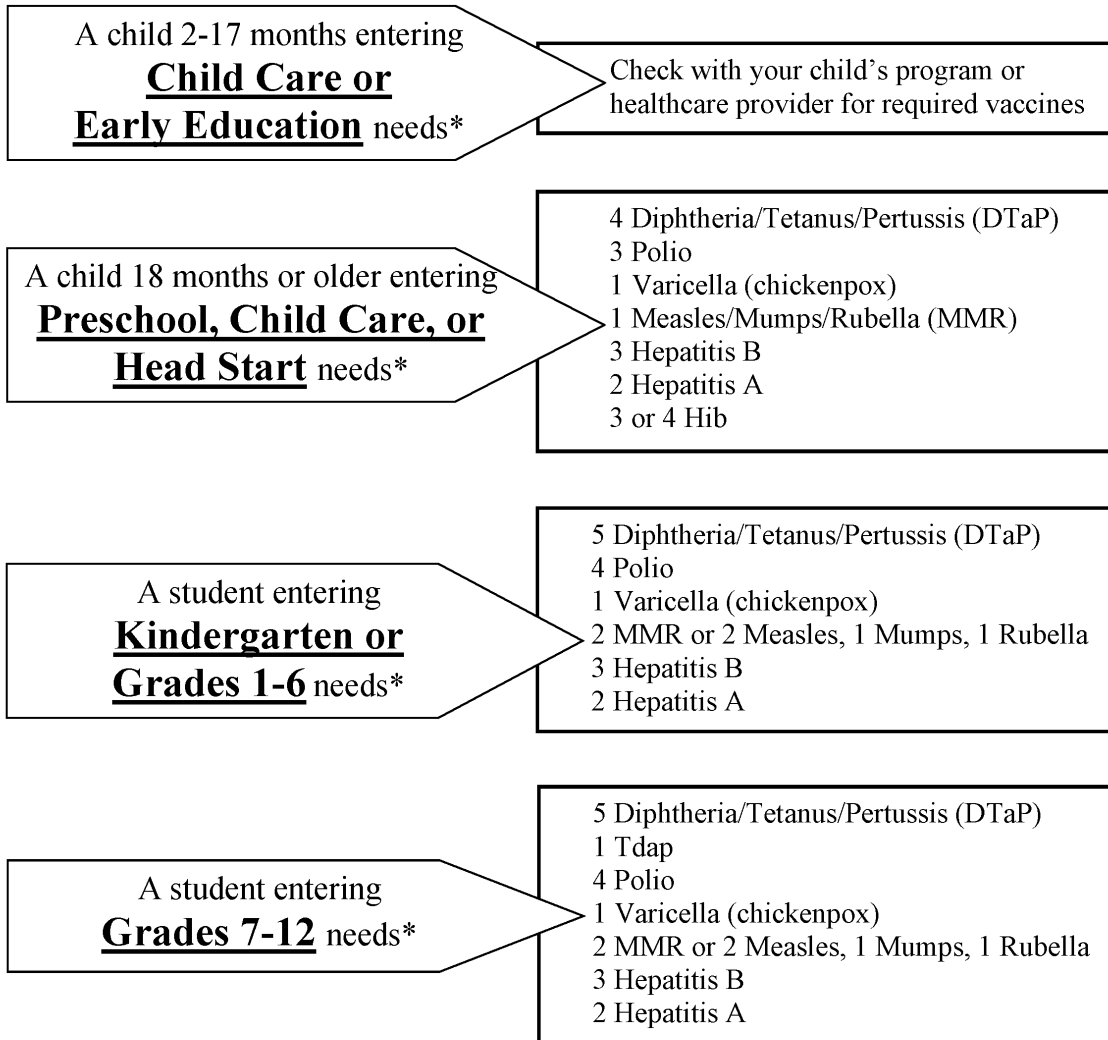 A child 2-17 months entering
Child Care or
Early Education needs*
Check with your child’s program or
healthcare provider for required vaccines
A child 18 months or older entering
Preschool, Child Care, or
Head Start needs*
4 Diphtheria/Tetanus/Pertussis (DTaP)
3 Polio
1 Varicella (chickenpox)
1 Measles/Mumps/Rubella (MMR)
3 Hepatitis B
2 Hepatitis A
3 or 4 Hib
A student entering
Kindergarten or
Grades 1-6 needs*
5 Diphtheria/Tetanus/Pertussis (DTaP)
4 Polio
1 Varicella (chickenpox)
2 MMR or 2 Measles, 1 Mumps, 1 Rubella
3 Hepatitis B
2 Hepatitis A
A student entering
Grades 7-12 needs*
5 Diphtheria/Tetanus/Pertussis (DTaP)
1 Tdap
4 Polio
1 Varicella (chickenpox)
2 MMR or 2 Measles, 1 Mumps, 1 Rubella
3 Hepatitis B
2 Hepatitis A